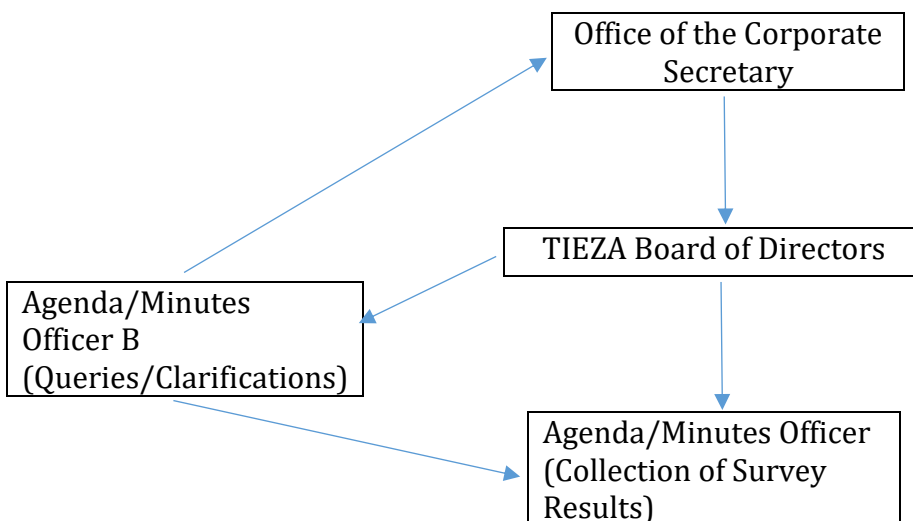 Office of the Corporate
Secretary
TIEZA Board of Directors
Agenda/Minutes
Officer B
(Queries/Clarifications)
Agenda/Minutes Officer
(Collection of Survey
Results)